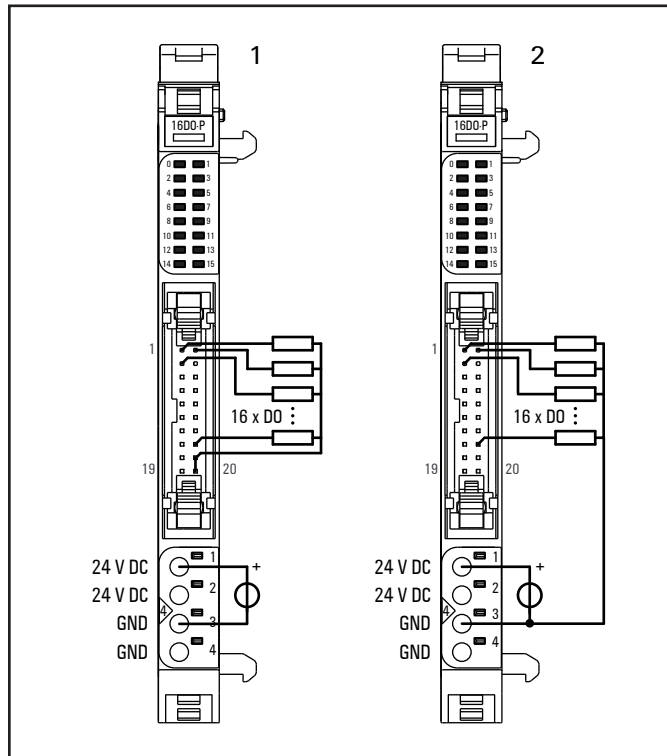 1
16DO-P
0 1
2 3
4 5
6 7
8 9
10 11
12 13
14 15
1
16 x DO
19 20
24 V DC 1 +
24 V DC 2
4
GND 3
GND 4
2
16DO-P
0 1
2 3
4 5
6 7
8 9
10 11
12 13
14 15
1
16 x DO
19 20
24 V DC 1 +
24 V DC 2
4
GND 3
GND 4